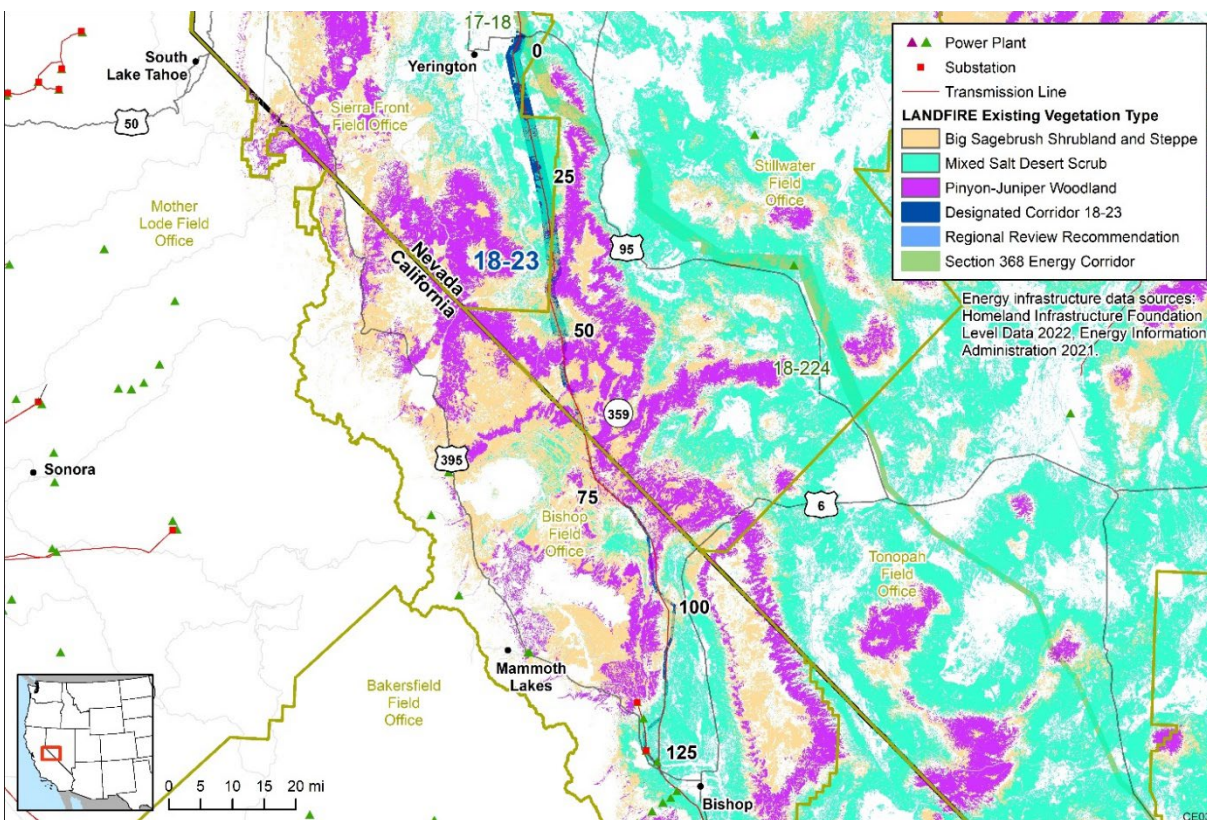 17-18
0
South
Lake Tahoe
Yerington
50
Sierra Front
Field Office
Mother
Lode Field
Office
Stillwater
Field
Office
25
95
18-23
Nevada
California
50
18-224
359
395
Sonora
75
Bishop
Field
Office
6
Tonopah
Field
Office
100
Mammoth
Lakes
Bakersfield
Field
Office
125
Bishop
0 5 10 15 20 mi
Power Plant
Substation
Transmission Line
LANDFIRE Existing Vegetation Type
Big Sagebrush Shrubland and Steppe
Mixed Salt Desert Scrub
Pinyon-Juniper Woodland
Designated Corridor 18-23
Regional Review Recommendation
Section 368 Energy Corridor
Energy infrastructure data sources:
Homeland Infrastructure Foundation
Level Data 2022, Energy Information
Administration 2021.